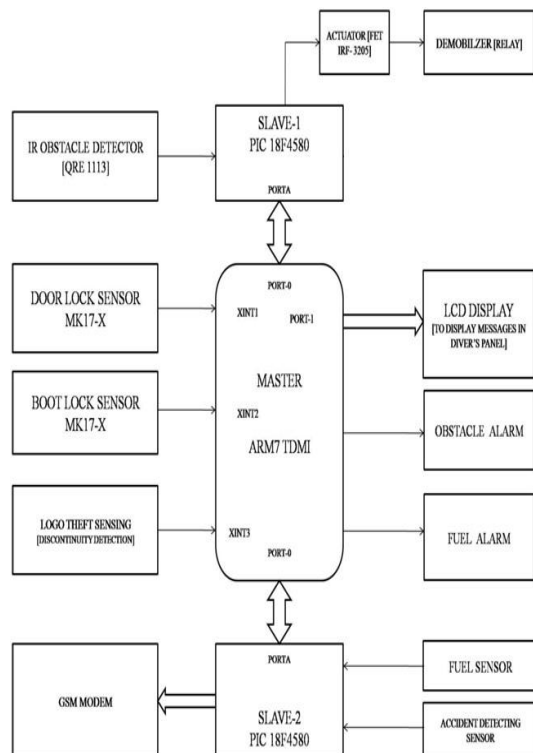 ACTUATOR [FET
IRF- 3205]
DEMOBILZER [RELAY]
IR OBSTACLE DETECTOR
[QRE 1113]
SLAVE-1
PIC 18F4580
PORTA
DOOR LOCK SENSOR
MK17-X
BOOT LOCK SENSOR
MK17-X
LOGO THEFT SENSING
[DISCONTINUITY DETECTION]
PORT-0
XINT1
PORT-1
MASTER
XINT2
ARM7 TDMI
XINT3
PORT-0
LCD DISPLAY
[TO DISPLAY MESSAGES IN
DIVER'S PANEL]
OBSTACLE ALARM
FUEL ALARM
GSM MODEM
PORTA
SLAVE-2
PIC 18F4580
FUEL SENSOR
ACCIDENT DETECTING
SENSOR